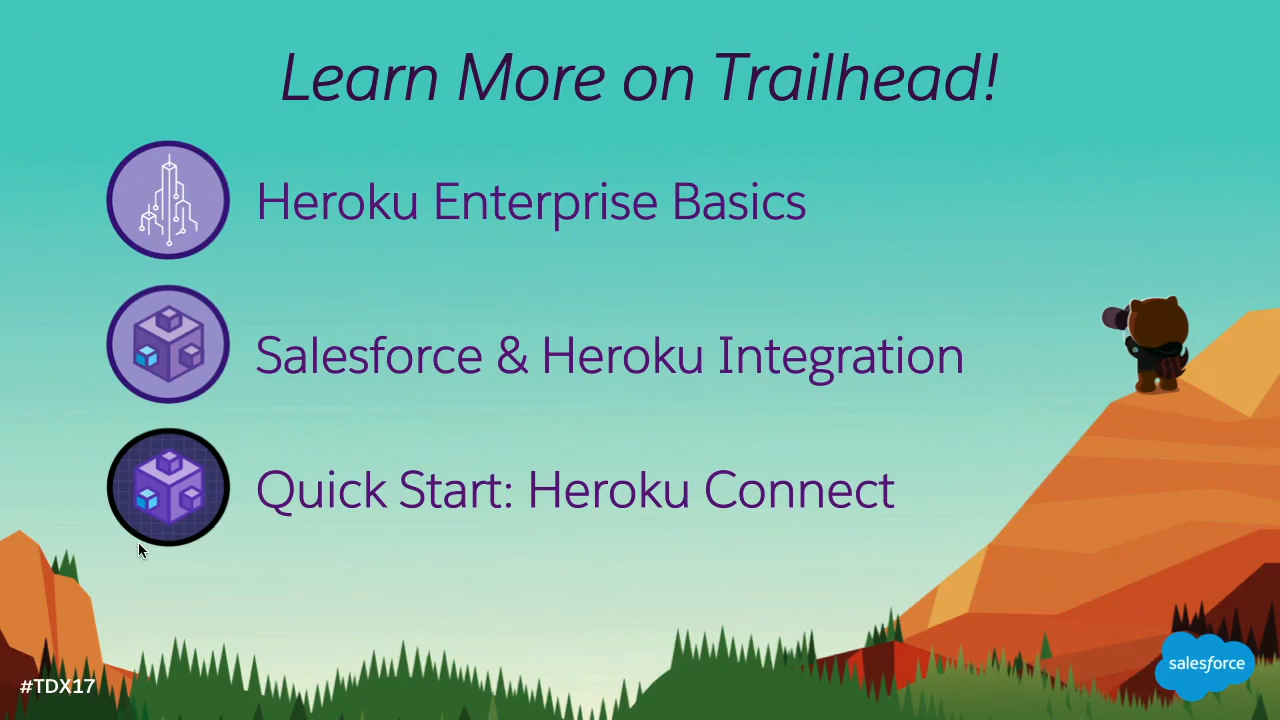 Learn More on Trailhead!
Heroku Enterprise Basics
Salesforce & Heroku Integration
Quick Start: Heroku Connect
#TDX17
salesforce